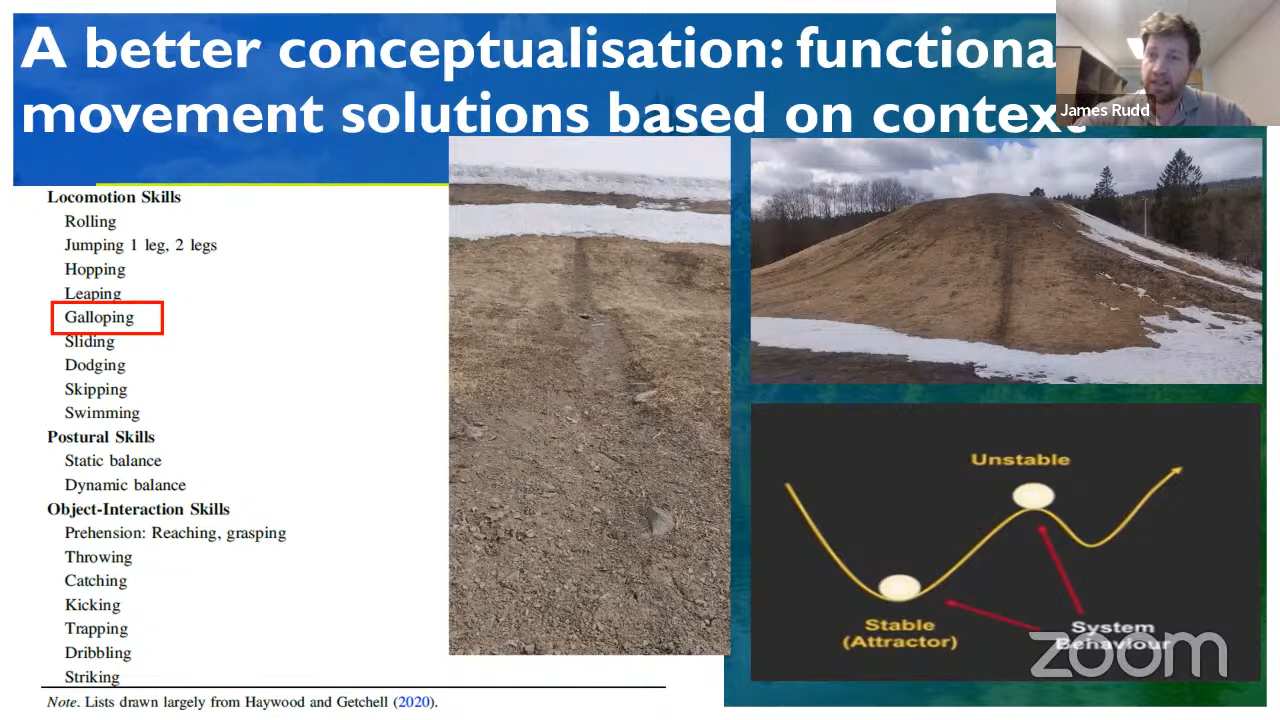 A better conceptualisation: functiona
movement solutions based on context
James Rudd
Locomotion Skills
Rolling
Jumping 1 leg, 2 legs
Hopping
Leaping
Galloping
Sliding
Dodging
Skipping
Swimming
Postural Skills
Static balance
Dynamic balance
Object-Interaction Skills
Prehension: Reaching, grasping
Throwing
Catching
Kicking
Trapping
Dribbling
Striking
Note. Lists drawn largely from Haywood and Getchell (2020).
Unstable
Stable
(Attractor)
System
Behaviour
zoom